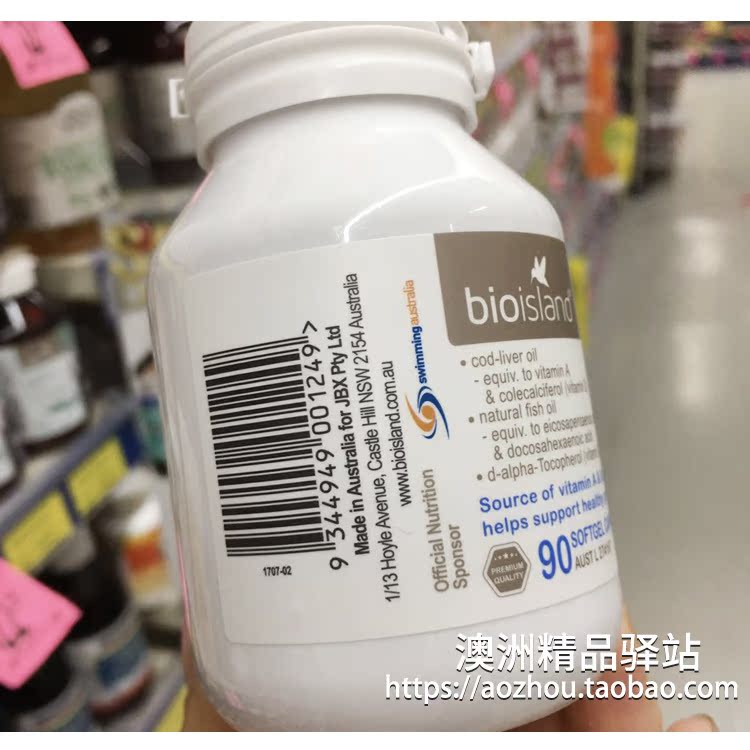 bioisland®
• cod-liver oil
- equiv. to vitamin A
& colecalciferol (vitamin
• natural fish oil
- equiv. to
& docosahexaenoic acid
• d-alpha-Tocopherol
Source of vitamin A &
helps support healthy
PREMIUM
QUALITY
90 SOFTGEL
AUST L
swimming australia
Official Nutrition
Sponsor
www.bioisland.com.au
1/13 Hoyle Avenue, Castle Hill NSW 2154 Australia
Made in Australia for JBX Pty Ltd
9 344949 001249 >
1707-02
澳洲精品驿站
https://aozhou.taobao.com